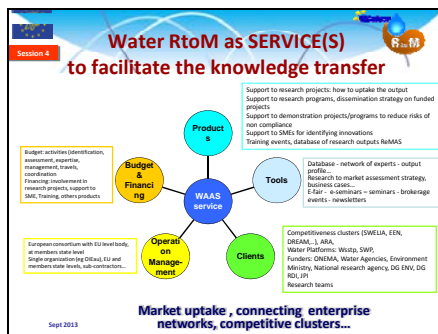 Session 4
Water RtoM as SERVICE(S)
to facilitate the knowledge transfer
Support to research projects: how to uptake the output
Support to research programs, dissemination strategy on funded
projects
Support to demonstration projects/programs to reduce risks of
non compliance
Support to SMEs for identifying innovations
Training events, database of research outputs ReMAS
Product
s
Budget: activities (identification,
assessment, expertise,
management, travels,
coordination
Financing: involvement in
research projects, support to
SME, Training, others products
Budget
&
Financi
ng
WAAS
service
Tools
Database - network of experts - output
profile...
Research to market assessment strategy,
business cases...
E-fair - e-seminars – seminars - brokerage
events - newsletters
European consortium with EU level body,
at members state level
Single organization (eg OIEau), EU and
members state levels, sub-contractors...
Operati
on
Manage-
ment
Clients
Competitiveness clusters (SWELIA, EEN,
DREAM,..), ARA,
Water Platforms: Wsstp, SWP,
Funders: ONEMA, Water Agencies, Environment
Ministry, National research agency, DG ENV, DG
RDI, JPI
Research teams
Market uptake , connecting enterprise
networks, competitive clusters...
Sept 2013